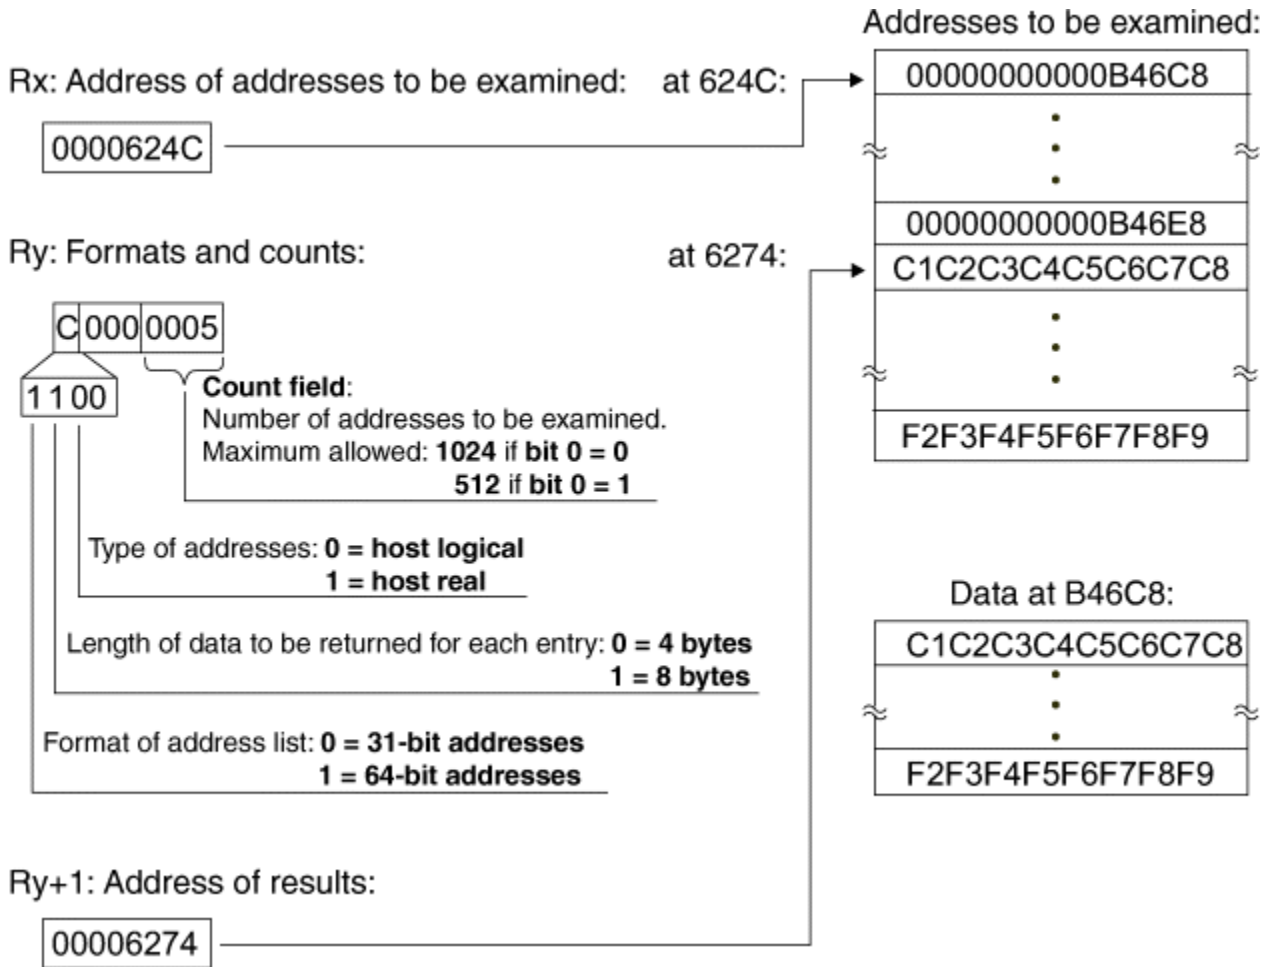 Addresses to be examined:
Rx: Address of addresses to be examined: at 624C:
00000000000B46C8
0000624C
00000000000B46E8
Ry: Formats and counts:
at 6274:
C1C2C3C4C5C6C7C8
C 000 0005
1 1 00
Count field:
Number of addresses to be examined.
Maximum allowed: 1024 if bit 0 = 0
512 if bit 0 = 1
F2F3F4F5F6F7F8F9
Type of addresses: 0 = host logical
1 = host real
Length of data to be returned for each entry: 0 = 4 bytes
1 = 8 bytes
Format of address list: 0 = 31-bit addresses
1 = 64-bit addresses
Data at B46C8:
C1C2C3C4C5C6C7C8
F2F3F4F5F6F7F8F9
Ry+1: Address of results:
00006274